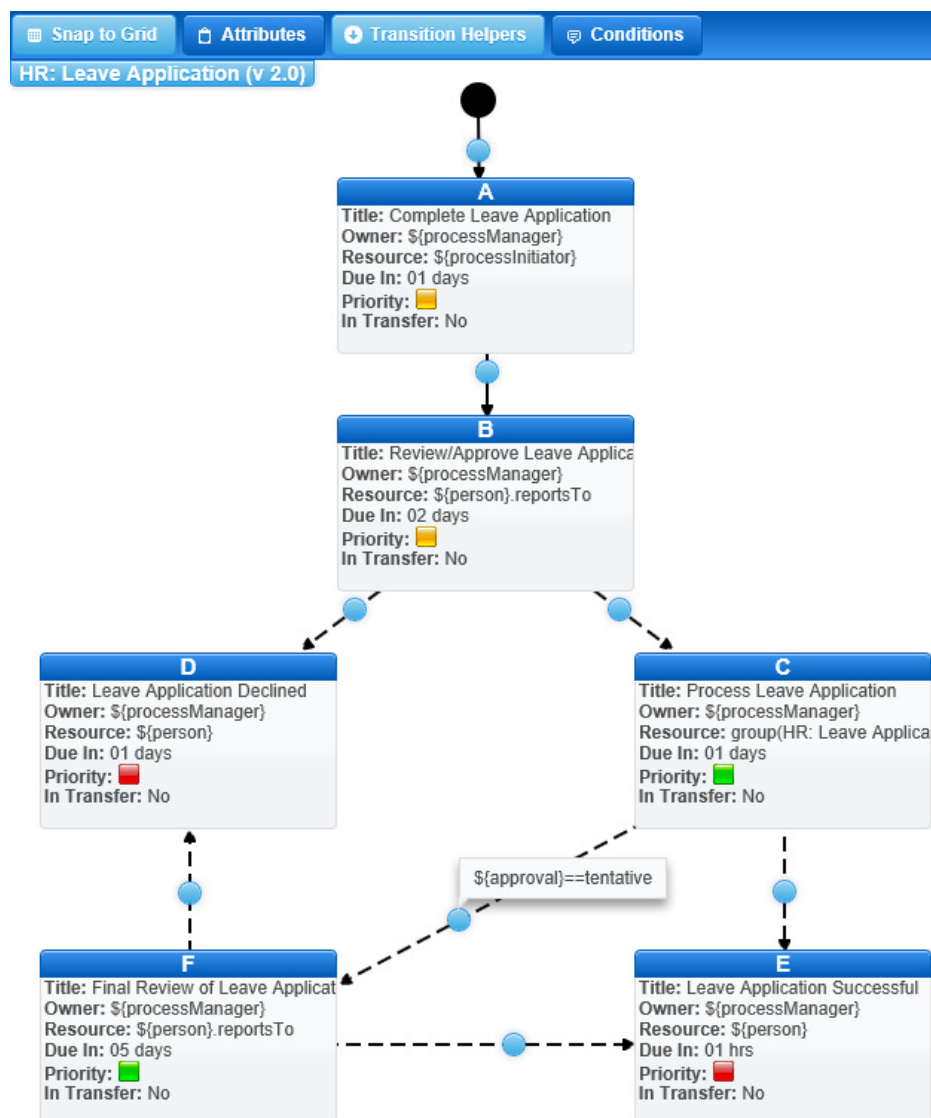 Snap to Grid Attributes Transition Helpers Conditions
HR: Leave Application (v 2.0)
A
Title: Complete Leave Application
Owner: ${processManager}
Resource: ${processInitiator}
Due In: 01 days
Priority:
In Transfer: No
B
Title: Review/Approve Leave Applica
Owner: ${processManager}
Resource: ${person}.reportsTo
Due In: 02 days
Priority:
In Transfer: No
D
Title: Leave Application Declined
Owner: ${processManager}
Resource: ${person}
Due In: 01 days
Priority:
In Transfer: No
C
Title: Process Leave Application
Owner: ${processManager}
Resource: group(HR: Leave Applica
Due In: 01 days
Priority:
In Transfer: No
${approval}==tentative
F
Title: Final Review of Leave Applicat
Owner: ${processManager}
Resource: ${person}.reportsTo
Due In: 05 days
Priority:
In Transfer: No
E
Title: Leave Application Successful
Owner: ${processManager}
Resource: ${person}
Due In: 01 hrs
Priority:
In Transfer: No